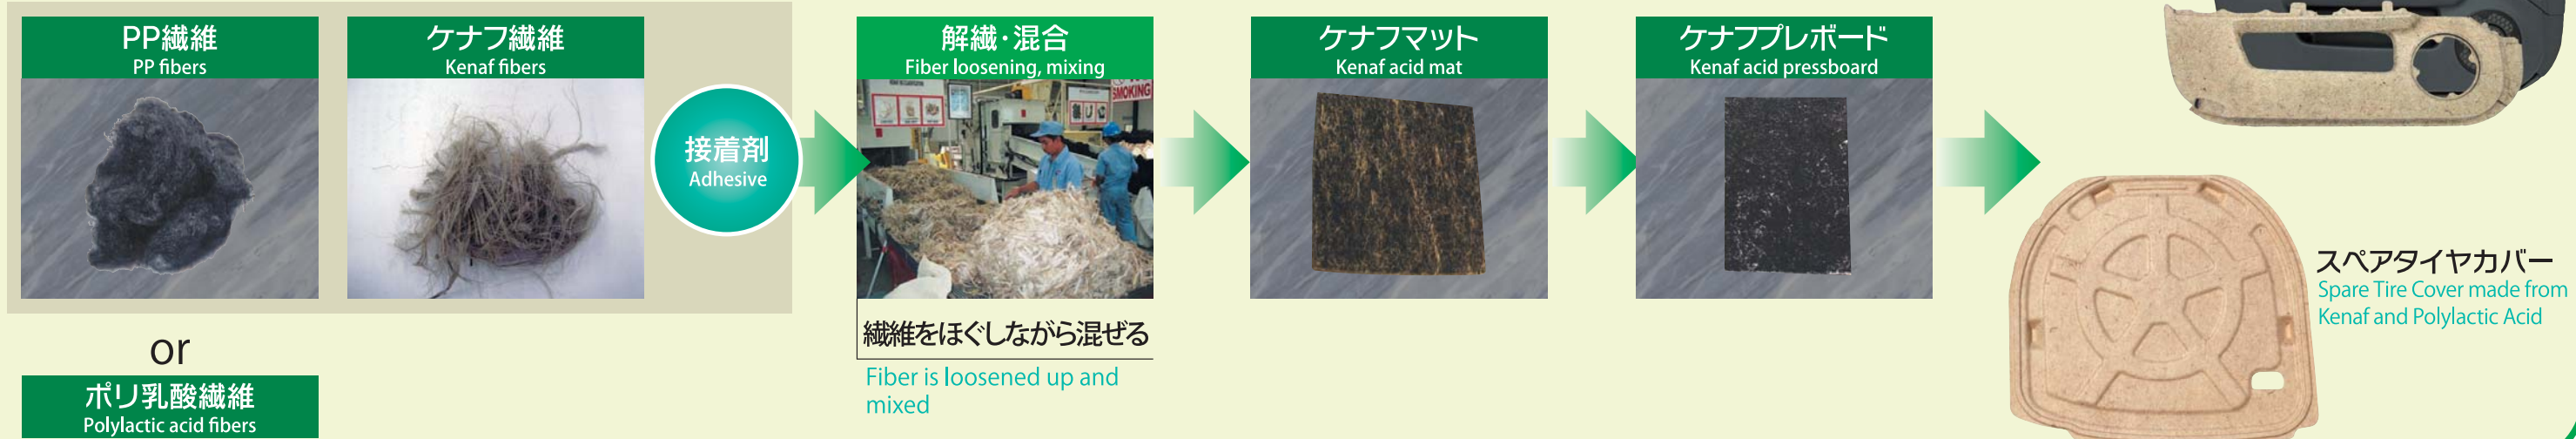 PP繊維
PP fibers
ケナフ繊維
Kenaf fibers
接着剤
Adhesive
or
ポリ乳酸繊維
Polylactic acid fibers
解繊・混合
Fiber loosening, mixing
SMOKING
繊維をほぐしながら混ぜる
Fiber is loosened up and
mixed
ケナフマット
Kenaf acid mat
ケナフプレボード
Kenaf acid pressboard
スペアタイヤカバー
Spare Tire Cover made from
Kenaf and Polylactic Acid